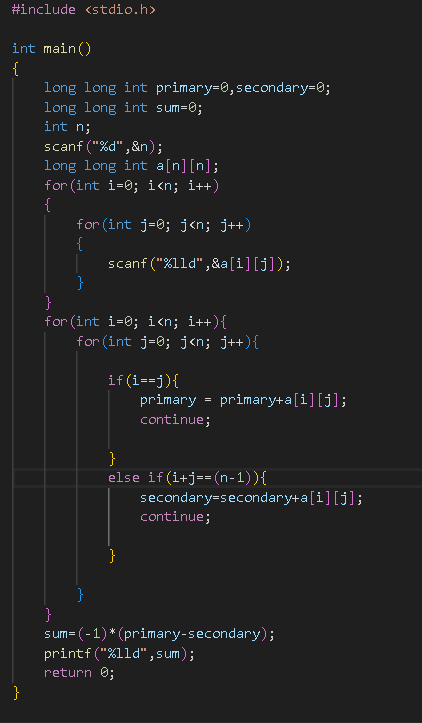 #include <stdio.h>

int main()
{
    long long int primary=0,secondary=0;
    long long int sum=0;
    int n;
    scanf("%d",&n);
    long long int a[n][n];
    for(int i=0; i<n; i++)
    {
        for(int j=0; j<n; j++)
        {
            scanf("%lld",&a[i][j]);
        }
    }
    for(int i=0; i<n; i++){
        for(int j=0; j<n; j++){

            if(i==j){
                primary = primary+a[i][j];
                continue;

            }
            else if(i+j==(n-1)){
                secondary=secondary+a[i][j];
                continue;

            }

        }
    }
    sum=(-1)*(primary-secondary);
    printf("%lld",sum);
    return 0;
}